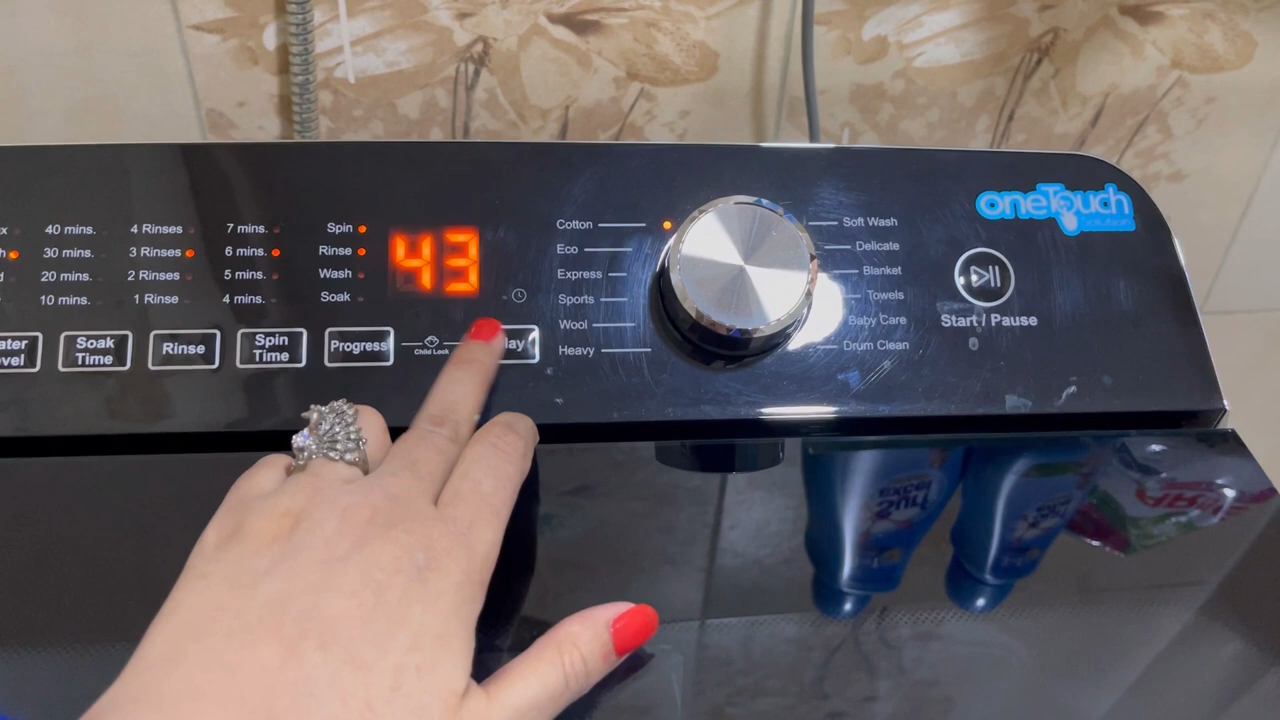 40 mins. 4 Rinses 7 mins. Spin
30 mins. 3 Rinses 6 mins. Rinse
20 mins. 2 Rinses 5 mins. Wash
10 mins. 1 Rinse 4 mins. Soak
43
Soak Time
Rinse
Spin Time
Progress
Child Lock
Cotton
Eco
Express
Sports
Wool
Heavy
Soft Wash
Delicate
Blanket
Towels
Baby Care
Drum Clean
oneTouch
solution
Start / Pause
Surf
excel